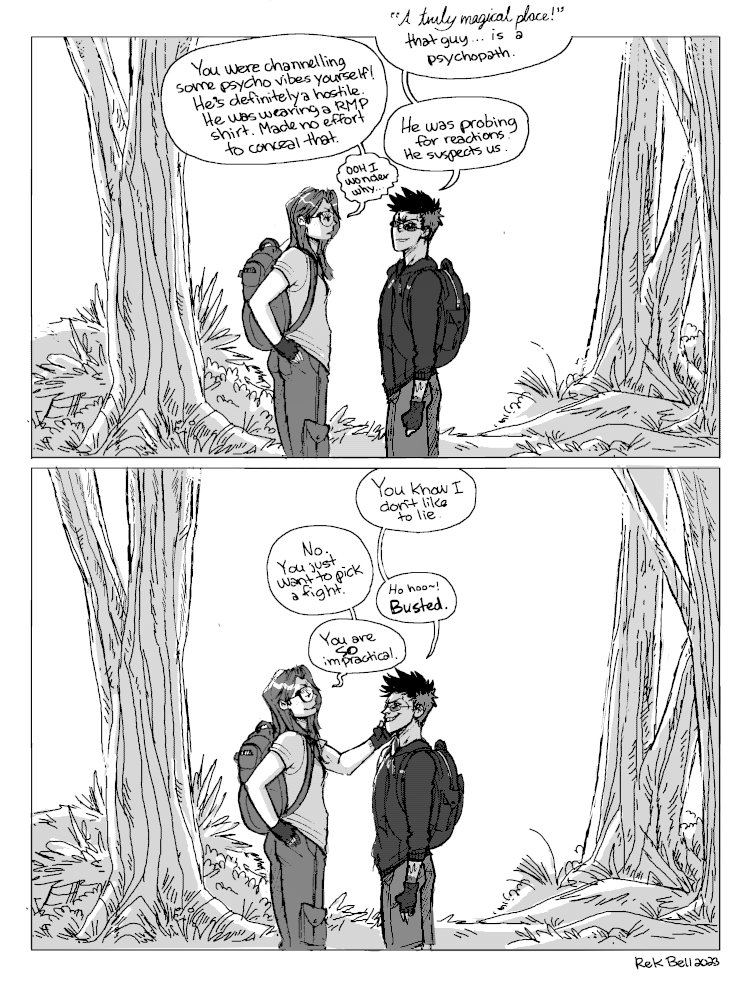 "A truly magical place!"
that guy... is a
psychopath.
You were channelling
some psycho vibes yourself!
He's definitely a hostile.
He was wearing a RMP
shirt. Made no effort
to conceal that.
He was probing
for reactions.
He suspects us.
OOH I
wonder
why...
You know I
don't like
to lie.
No.
You just
want to pick
a fight.
Ho hoo~!
Busted.
You are
SO
impractical.
Rek Bell 2023